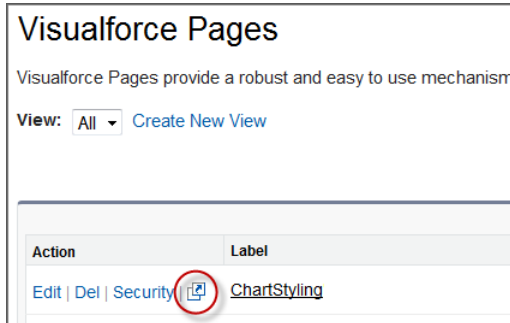 Visualforce Pages
Visualforce Pages provide a robust and easy to use mechanism
View: All Create New View
Action Label
Edit | Del | Security | ChartStyling